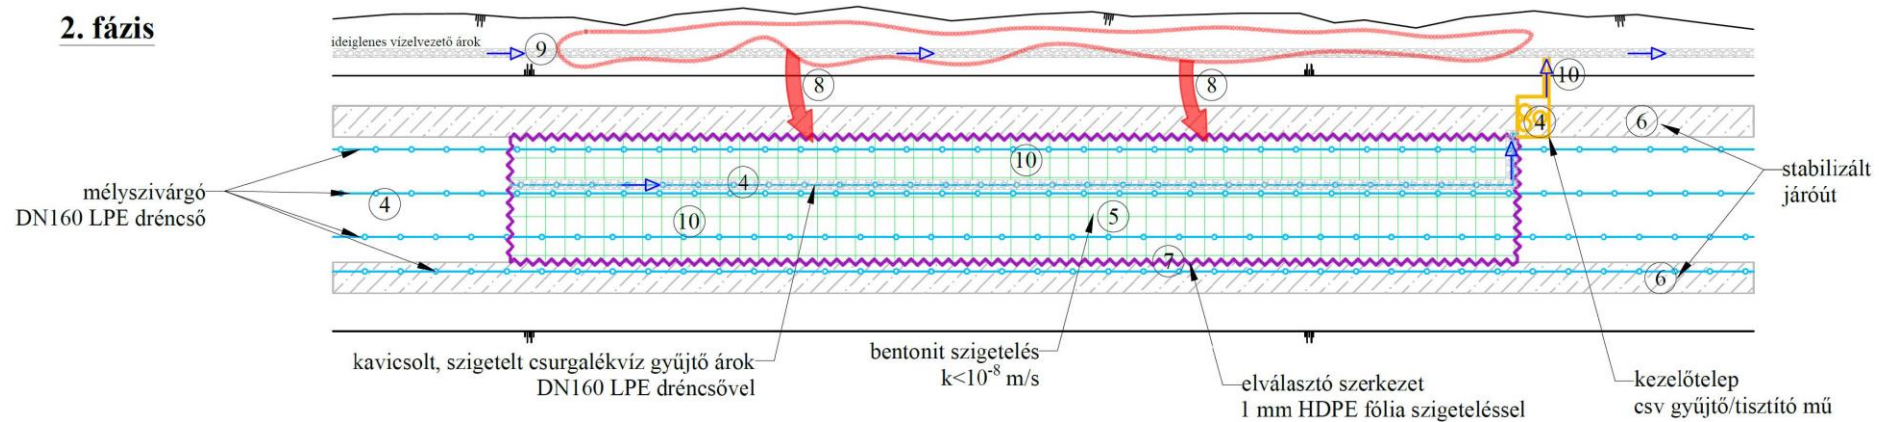 2. fázis
ideiglenes vízelvezető árok
9
8
8
10
4
6
10
4
4
10
5
7
6
mélyszivárgó
DN160 LPE dréncső
stabilizált
járóút
kavicsolt, szigetelt csurgalékvíz gyűjtő árok
DN160 LPE dréncsővel
bentonit szigetelés
k<10⁻⁸ m/s
elválasztó szerkezet
1 mm HDPE fólia szigeteléssel
kezelőtelep
csv gyűjtő/tisztító mű